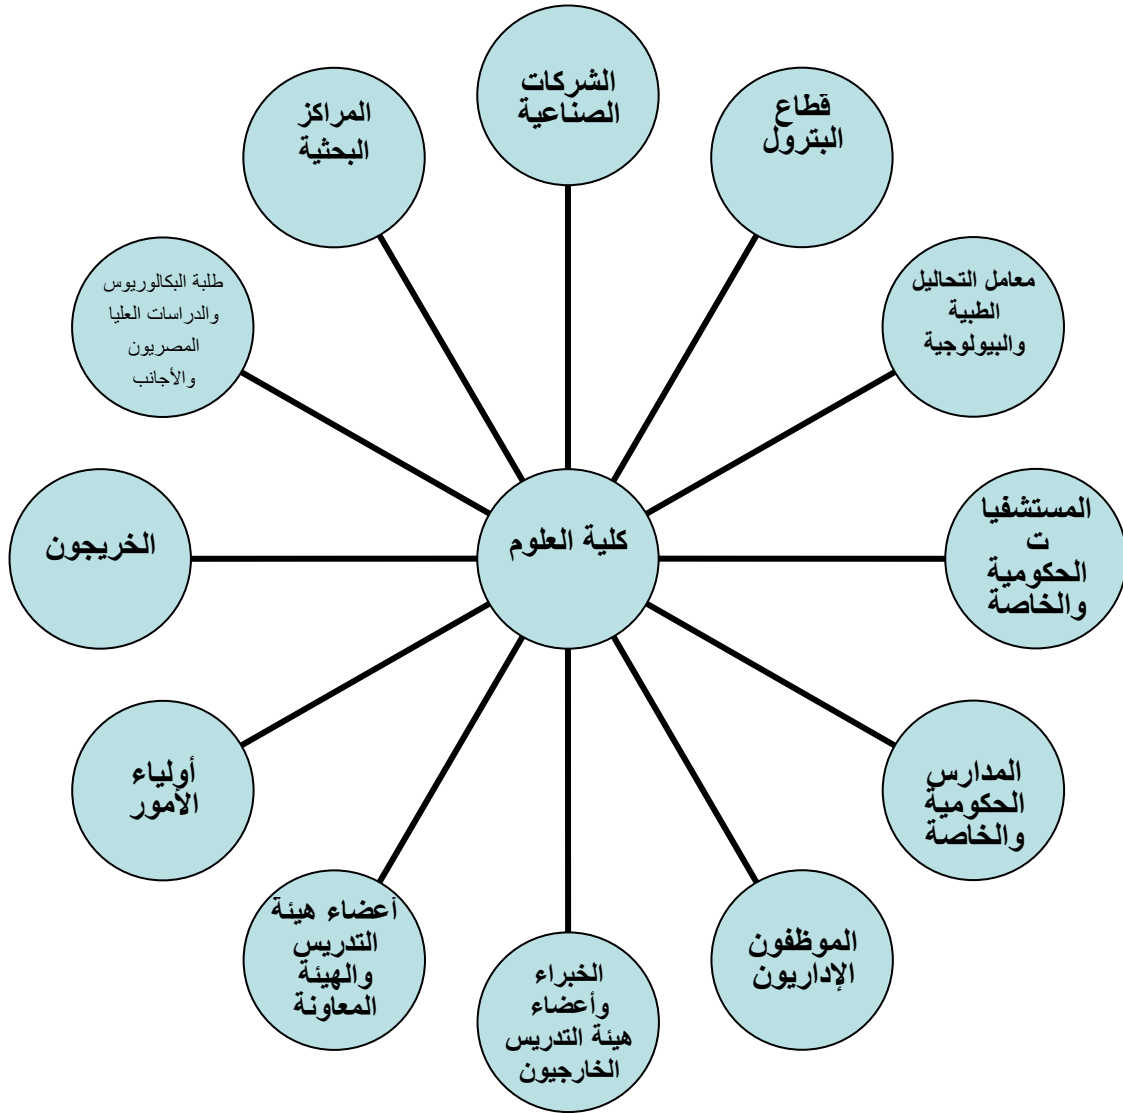 الشركات
الصناعية
قطاع
البترول
معامل التحاليل
الطبية
والبيولوجية
المستشفيا
ت
الحكومية
والخاصة
المدارس
الحكومية
والخاصة
الموظفون
الإداريون
الخبراء
وأعضاء
هيئة التدريس
الخارجيون
أعضاء هيئة
التدريس
والهيئة
المعاونة
أولياء
الأمور
الخريجون
طلبة البكالوريوس
والدراسات العليا
المصريون
والأجانب
المراكز
البحثية
كلية العلوم